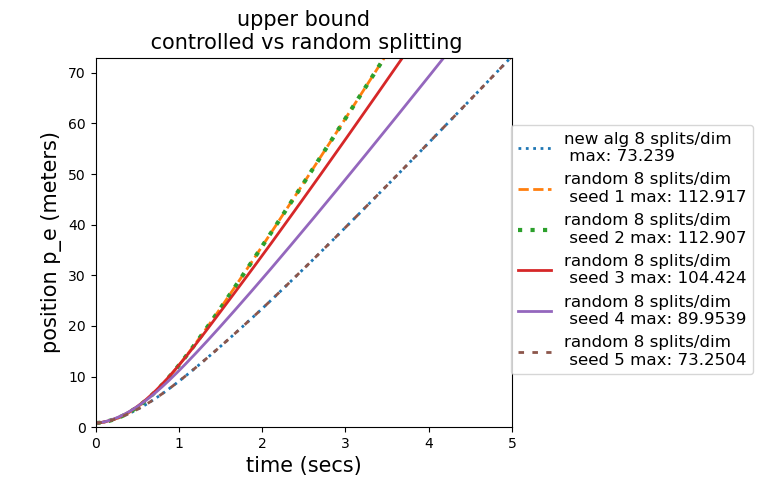 upper bound
controlled vs random splitting
position p_e (meters)
70
60
50
40
30
20
10
0
0 1 2 3 4 5
time (secs)
new alg 8 splits/dim
max: 73.239
random 8 splits/dim
seed 1 max: 112.917
random 8 splits/dim
seed 2 max: 112.907
random 8 splits/dim
seed 3 max: 104.424
random 8 splits/dim
seed 4 max: 89.9539
random 8 splits/dim
seed 5 max: 73.2504